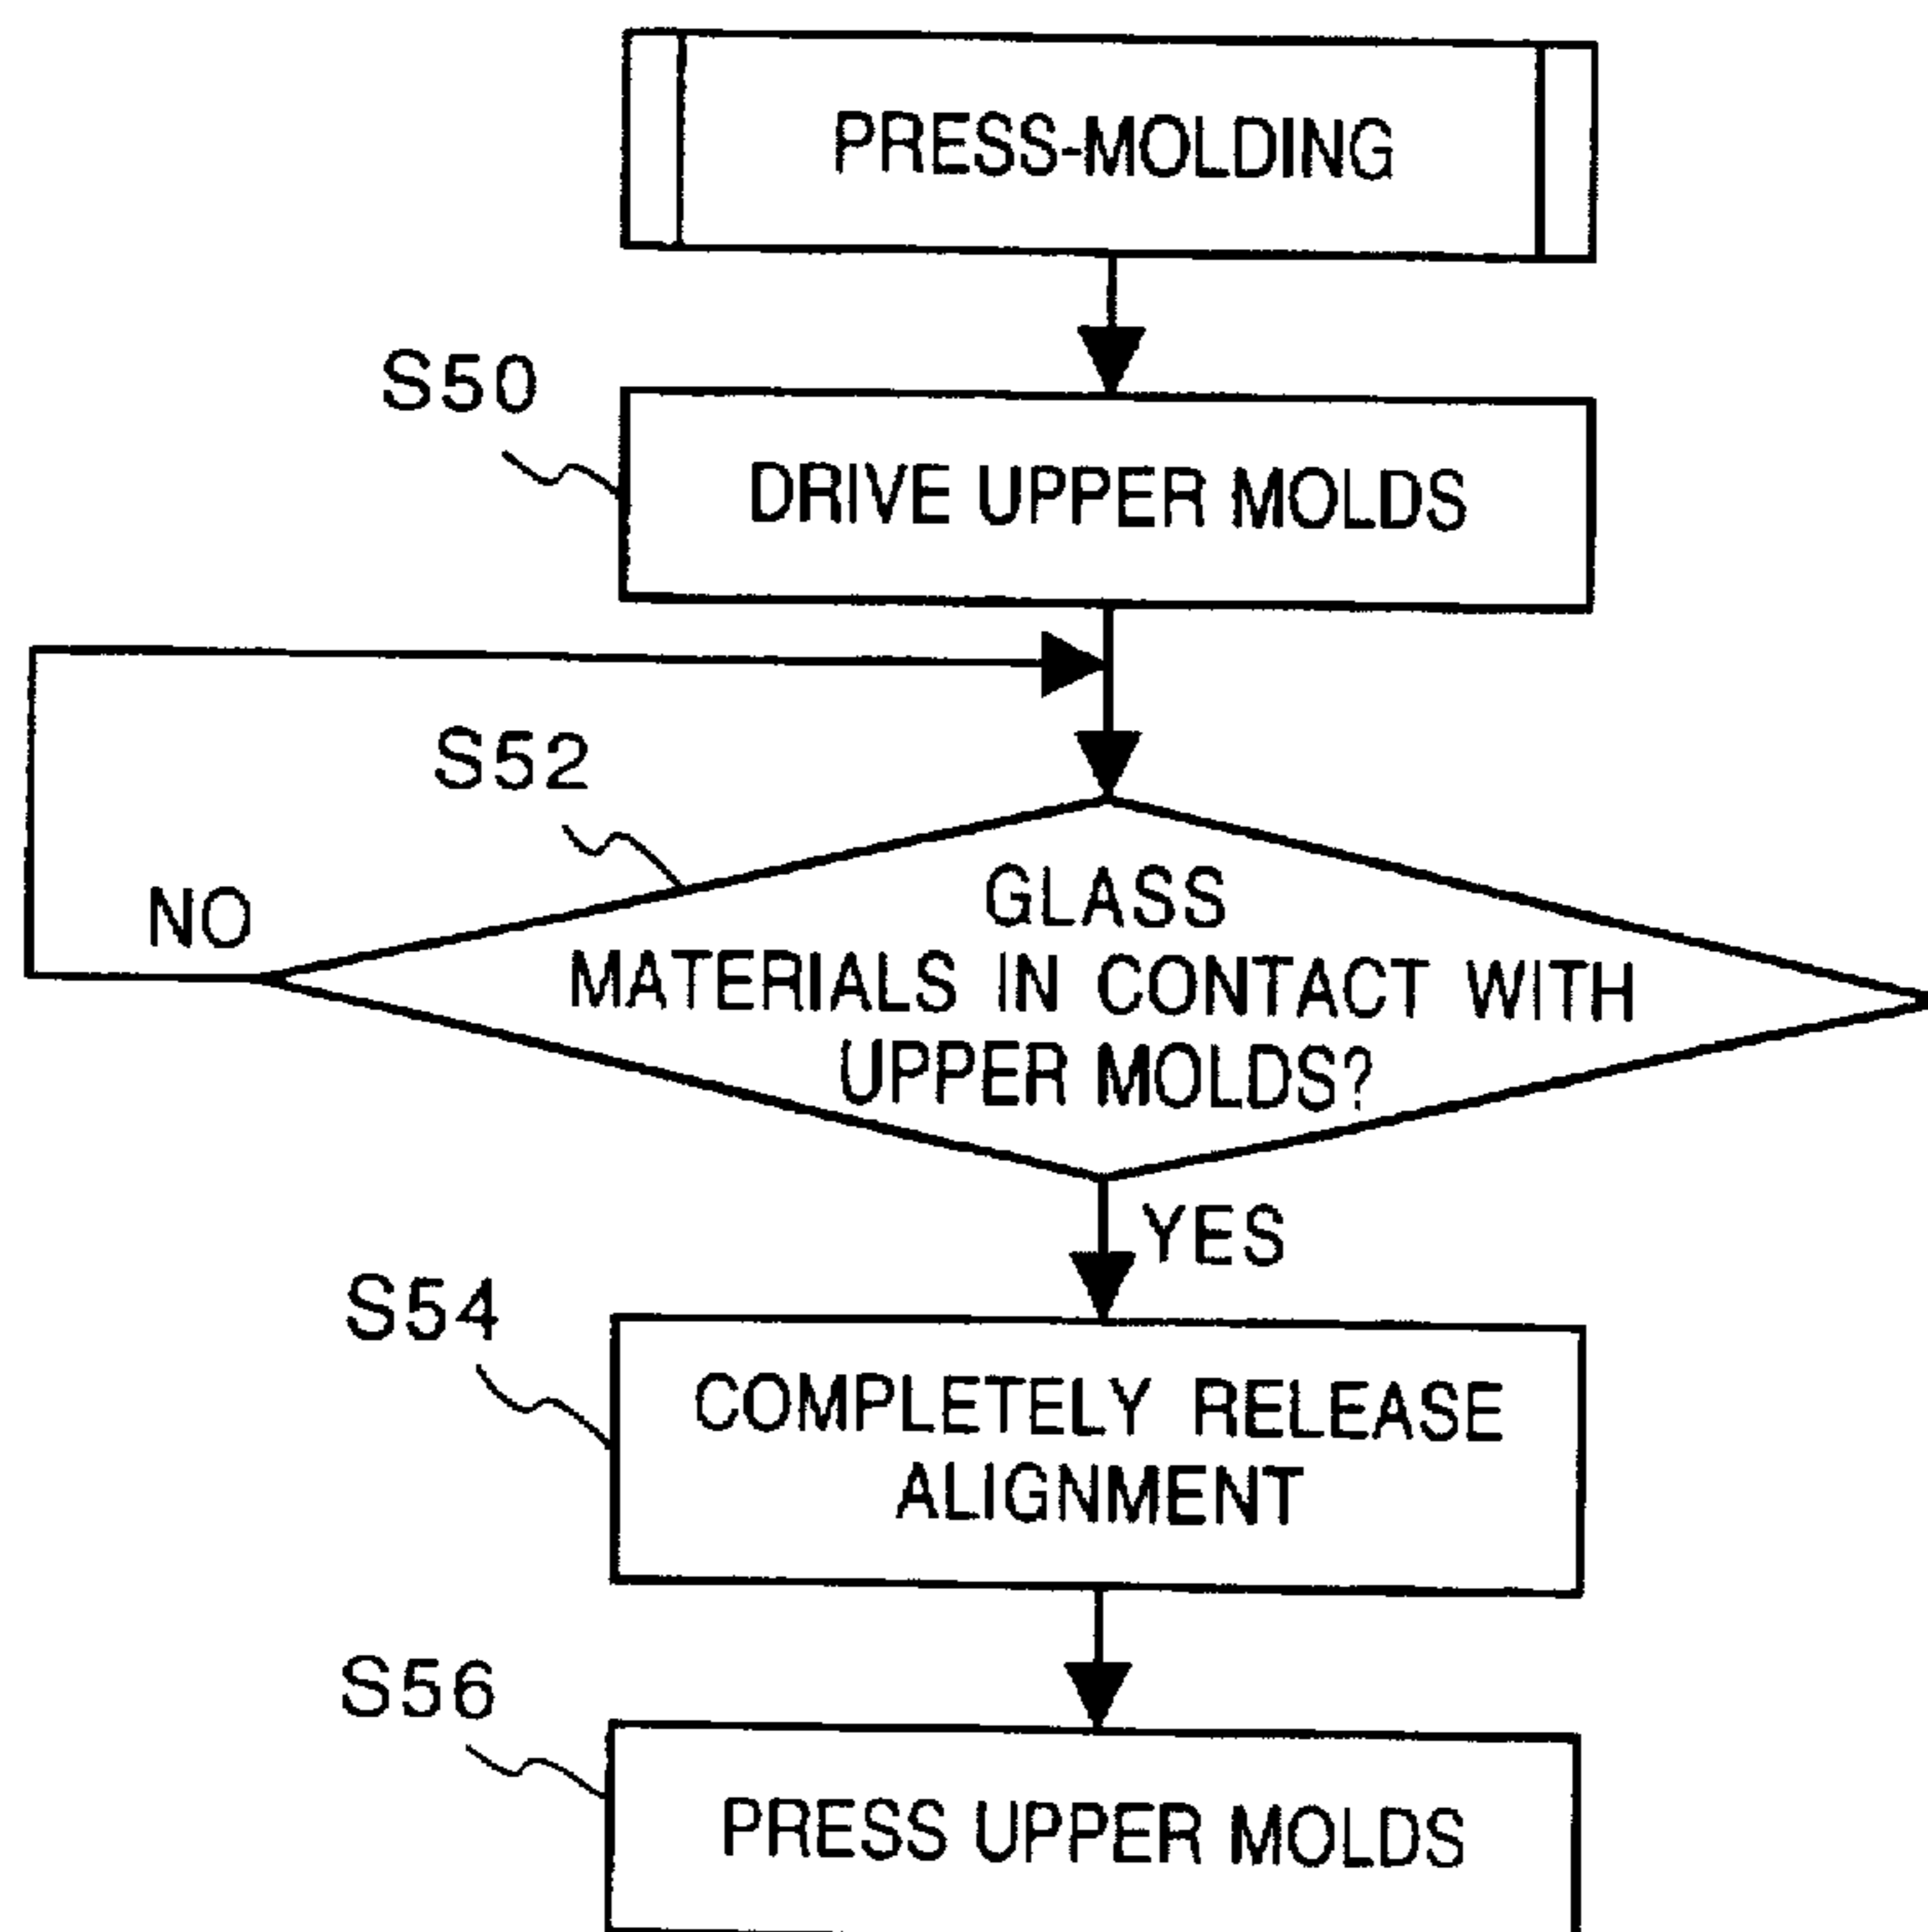 PRESS-MOLDING
S50
DRIVE UPPER MOLDS
S52
NO
GLASS
MATERIALS IN CONTACT WITH
UPPER MOLDS?
YES
S54
COMPLETELY RELEASE
ALIGNMENT
S56
PRESS UPPER MOLDS